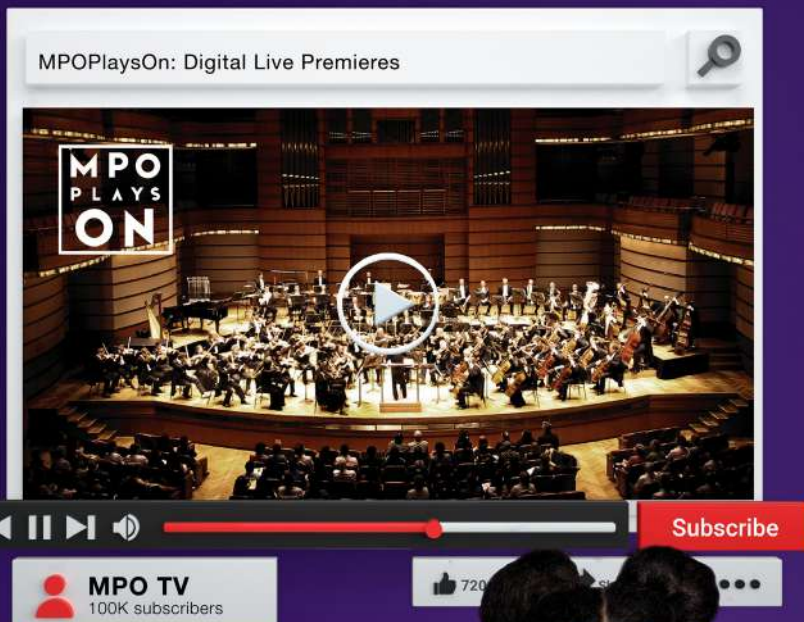 MPOPlaysOn: Digital Live Premieres
MPO
PLAYS
ON
Subscribe
MPO TV
100K subscribers
720